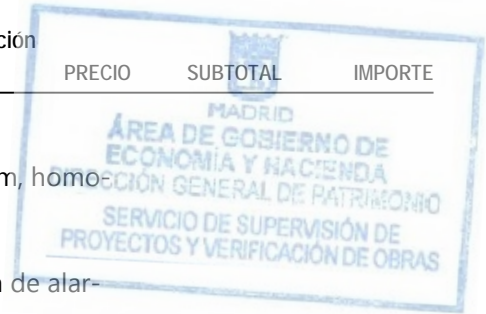 ción
PRECIO SUBTOTAL IMPORTE
MADRID
ÁREA DE GOBIERNO DE
ECONOMÍA Y HACIENDA
m, homo-
DIRECCIÓN GENERAL DE PATRIMONIO
SERVICIO DE SUPERVISIÓN DE
PROYECTOS Y VERIFICACIÓN DE OBRAS
de alar-